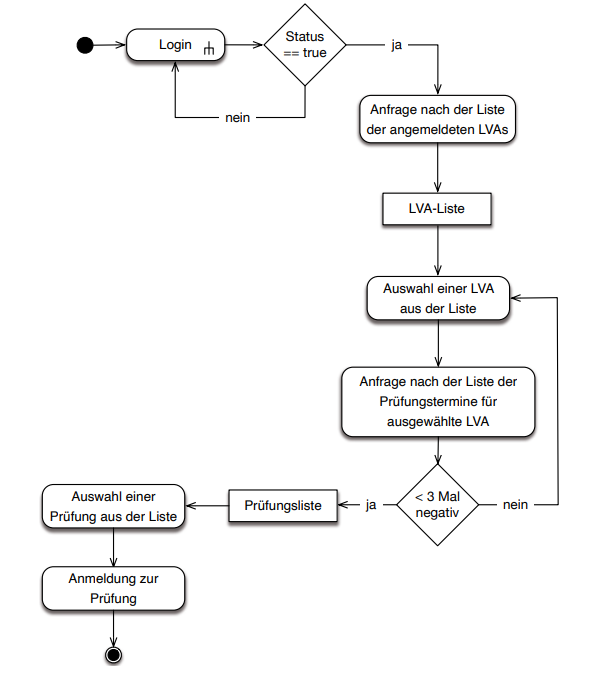 Login
Status
== true
ja
nein
Anfrage nach der Liste
der angemeldeten LVAs
LVA-Liste
Auswahl einer LVA
aus der Liste
Anfrage nach der Liste der
Prüfungstermine für
ausgewählte LVA
< 3 Mal
negativ
nein
ja
Prüfungsliste
Auswahl einer
Prüfung aus der Liste
Anmeldung zur
Prüfung